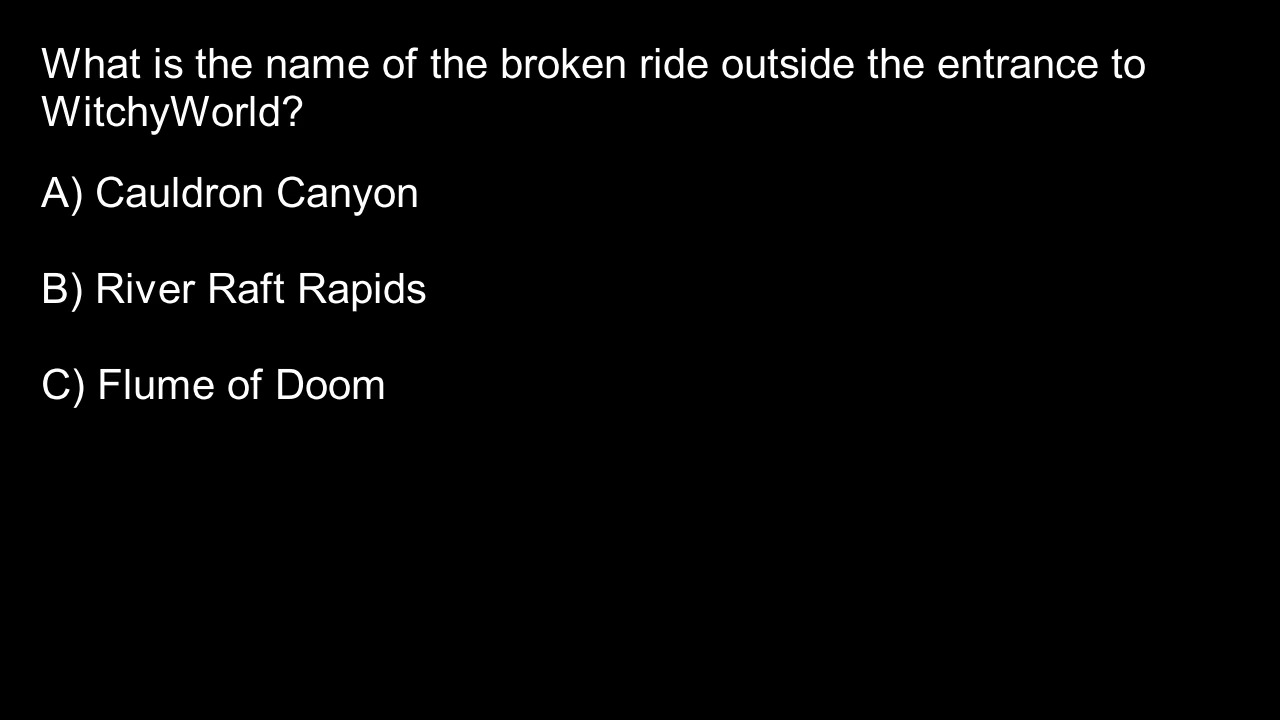 What is the name of the broken ride outside the entrance to
WitchyWorld?
A) Cauldron Canyon
B) River Raft Rapids
C) Flume of Doom